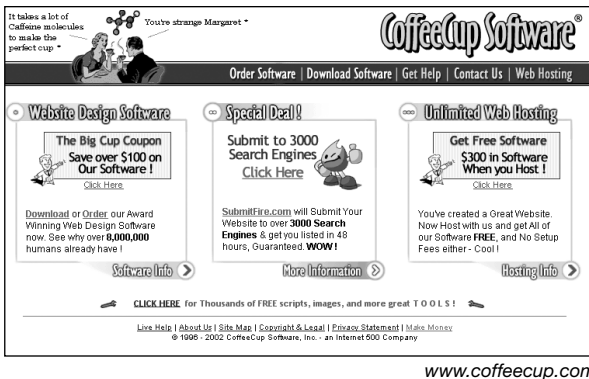 It takes a lot of
Caffeine molecules
to make the
perfect cup
You're strange Margaret
CoffeeCup Software®
Order Software | Download Software | Get Help | Contact Us | Web Hosting
Website Design Software
The Big Cup Coupon
Save over $100 on
Our Software !
Click Here
Download or Order our Award
Winning Web Design Software
now. See why over 8,000,000
humans already have !
Software Info
Special Deal !
Submit to 3000
Search Engines
Click Here
SubmitFire.com will Submit Your
Website to over 3000 Search
Engines & get you listed in 48
hours, Guaranteed. WOW !
More Information
Unlimited Web Hosting
Get Free Software
$300 in Software
When you Host !
Click Here
You've created a Great Website.
Now Host with us and get All of
our Software FREE, and No Setup
Fees either - Cool !
Hosting Info
CLICK HERE for Thousands of FREE scripts, images, and more great T O O L S !
Live Help | About Us | Site Map | Copyright & Legal | Privacy Statement | Make Money
© 1996 - 2002 CoffeeCup Software, Inc. - an Internet 500 Company
www.coffeecup.com